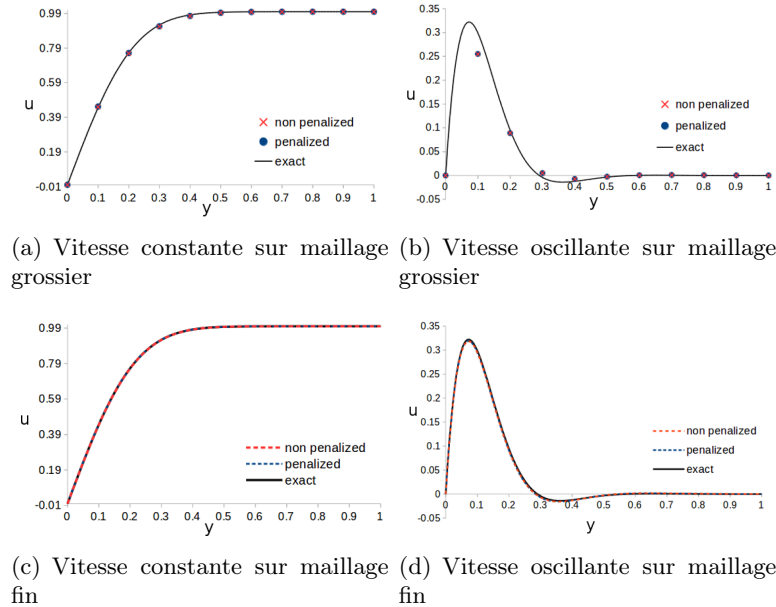 0.99
0.79
0.59
0.39
0.19
-0.01
u
0 0.1 0.2 0.3 0.4 0.5 0.6 0.7 0.8 0.9 1
y
non penalized
penalized
exact
0.35
0.3
0.25
0.2
0.15
0.1
0.05
0
-0.05
u
0.1 0.2 0.3 0.4 0.5 0.6 0.7 0.8 0.9 1
y
non penalized
penalized
exact
(a) Vitesse constante sur maillage grossier
(b) Vitesse oscillante sur maillage grossier
0.99
0.79
0.59
0.39
0.19
-0.01
u
0 0.1 0.2 0.3 0.4 0.5 0.6 0.7 0.8 0.9 1
y
non penalized
penalized
exact
0.35
0.3
0.25
0.2
0.15
0.1
0.05
0
-0.05
u
0 0.1 0.2 0.3 0.4 0.5 0.6 0.7 0.8 0.9 1
y
non penalized
penalized
exact
(c) Vitesse constante sur maillage fin
(d) Vitesse oscillante sur maillage fin